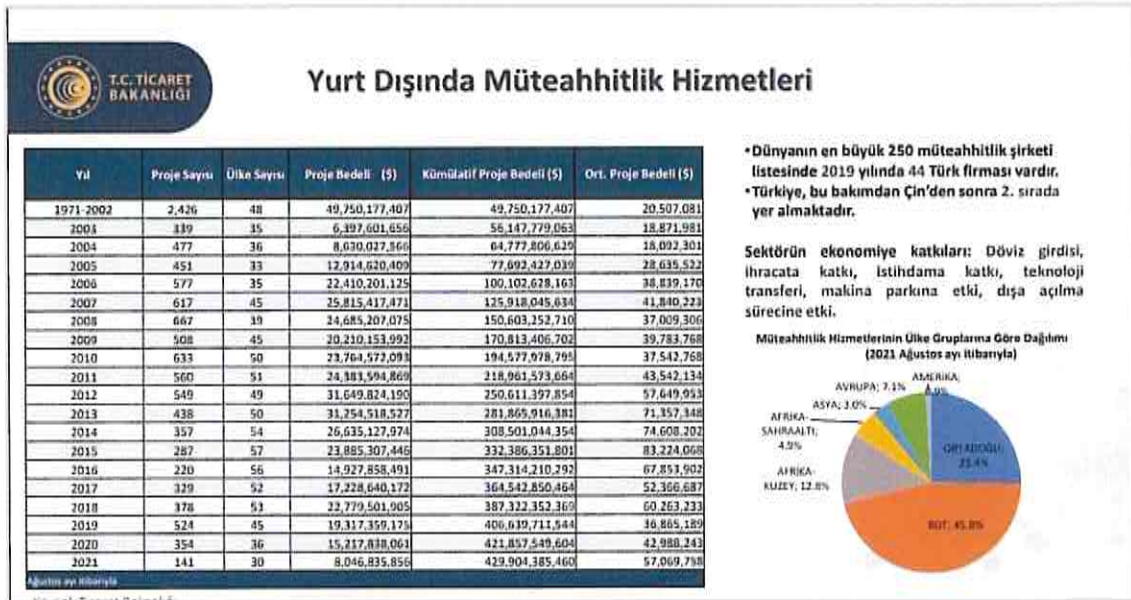 T.C. TİCARET
BAKANLIĞI
Yurt Dışında Müteahhitlik Hizmetleri
Yıl Proje Sayısı Ülke Sayısı Proje Bedeli ($) Kümülatif Proje Bedeli ($) Ort. Proje Bedeli ($)
1971-2002 2,426 48 49,750,177,407 49,750,177,407 20,507,081
2003 339 35 6,397,601,656 56,147,779,063 18,871,981
2004 477 36 8,630,027,566 64,777,806,629 18,092,301
2005 451 33 12,914,620,409 77,692,427,039 28,635,522
2006 577 35 22,410,201,125 100,102,628,163 38,839,170
2007 617 45 25,815,417,471 125,918,045,634 41,840,223
2008 667 24,685,207,075 150,603,252,710 37,009,306
2009 508 45 20,210,153,992 170,813,406,702 39,783,768
2010 633 50 23,764,572,093 194,577,978,795 37,542,768
2011 560 51 24,383,594,869 218,961,573,664 43,542,134
2012 549 49 31,649,824,190 250,611,397,854 57,649,953
2013 438 50 31,254,518,527 281,865,916,381 71,357,348
2014 357 54 26,635,127,974 308,501,044,354 74,608,202
2015 287 57 23,885,307,446 332,386,351,801 83,224,068
2016 220 56 14,927,858,491 347,314,210,292 67,853,902
2017 329 52 17,228,640,172 364,542,850,464 52,366,687
2018 378 53 22,779,501,905 387,322,352,369 60,263,233
2019 524 45 19,317,359,175 406,639,711,544 36,865,189
2020 354 36 15,217,838,061 421,857,549,604 42,988,243
2021 141 30 8,046,835,856 429,904,385,460 57,069,758
Ağustos ayı itibarıyla
•Dünyanın en büyük 250 müteahhitlik şirketi
listesinde 2019 yılında 44 Türk firması vardır.
•Türkiye, bu bakımdan Çin'den sonra 2. sırada
yer almaktadır.
Sektörün ekonomiye katkıları: Döviz girdisi,
ihracata katkı, istihdama katkı, teknoloji
transferi, makina parkına etki, dışa açılma
sürecine etki.
Müteahhitlik Hizmetlerinin Ülke Gruplarına Göre Dağılımı
(2021 Ağustos ayı itibarıyla)
AMERİKA;
0.9%
AVRUPA; 7.1%
ASYA; 3.0%
AFRİKA-
SAHRAALTI;
4.9%
AFRİKA-
KUZEY; 12.8%
ORTADOĞU;
25.4%
BDT; 45.8%